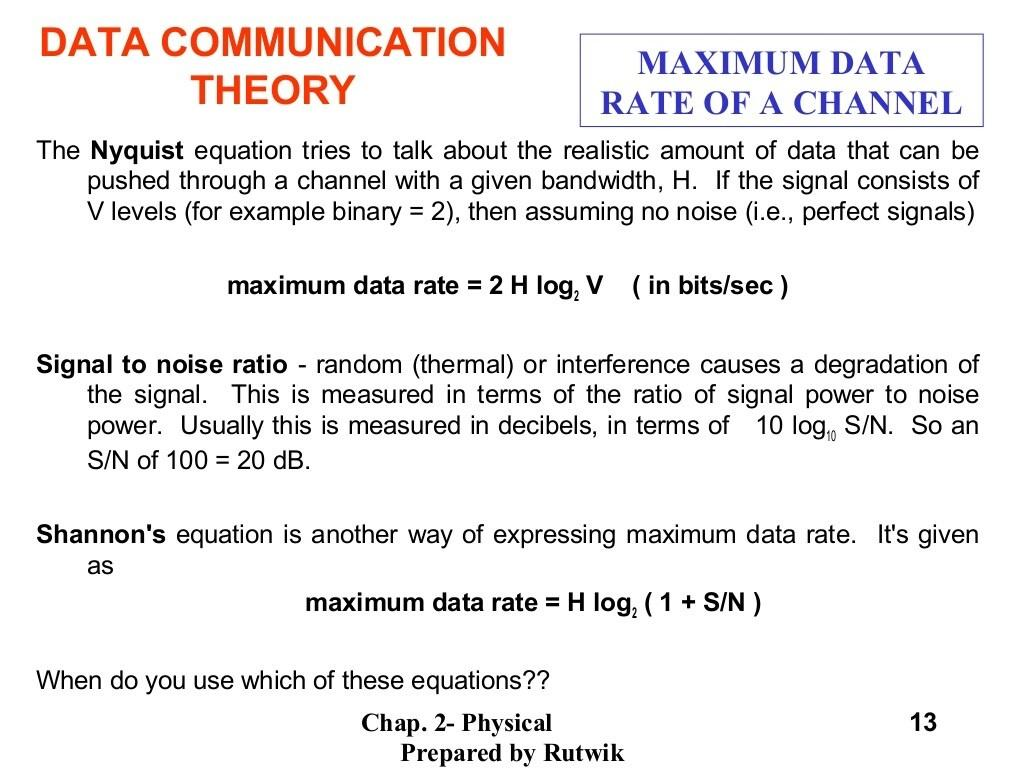 DATA COMMUNICATION
THEORY
MAXIMUM DATA
RATE OF A CHANNEL
The Nyquist equation tries to talk about the realistic amount of data that can be
pushed through a channel with a given bandwidth, H. If the signal consists of
V levels (for example binary = 2), then assuming no noise (i.e., perfect signals)
maximum data rate = 2 H log₂ V ( in bits/sec )
Signal to noise ratio - random (thermal) or interference causes a degradation of
the signal. This is measured in terms of the ratio of signal power to noise
power. Usually this is measured in decibels, in terms of 10 log₁₀ S/N. So an
S/N of 100 = 20 dB.
Shannon's equation is another way of expressing maximum data rate. It's given
as
maximum data rate = H log₂ ( 1 + S/N )
When do you use which of these equations??
Chap. 2- Physical
Prepared by Rutwik
13